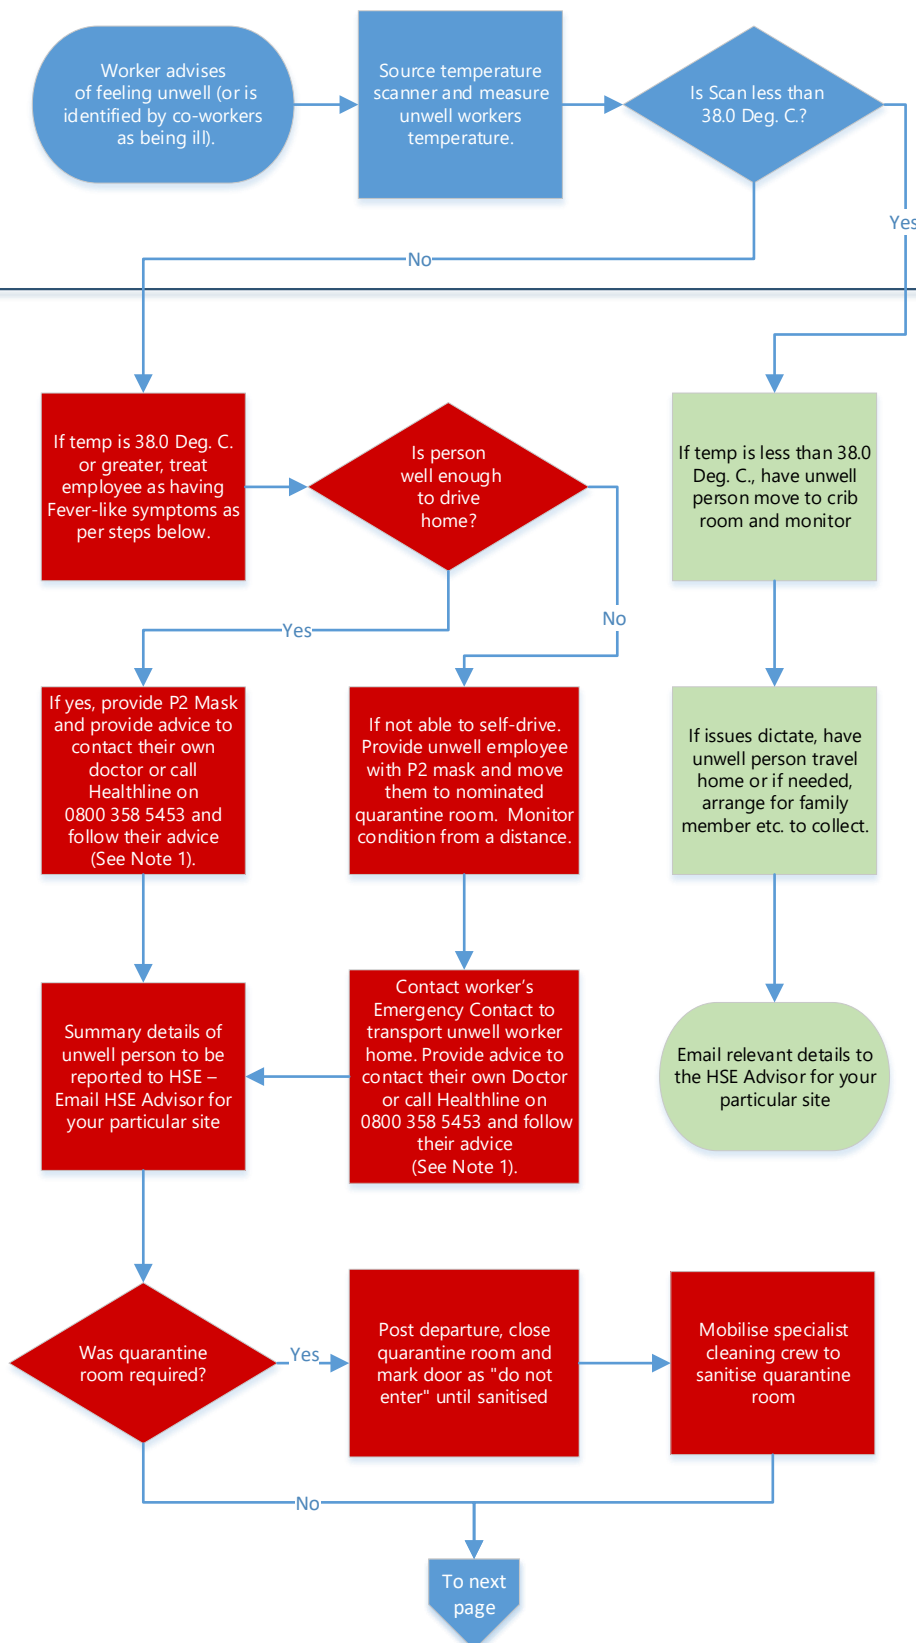 Worker advises
of feeling unwell (or is
identified by co-workers
as being ill).
Source temperature
scanner and measure
unwell workers
temperature.
Is Scan less than
38.0 Deg. C.?
Yes
No
If temp is 38.0 Deg. C.
or greater, treat
employee as having
Fever-like symptoms as
per steps below.
Is person
well enough
to drive
home?
If temp is less than 38.0
Deg. C., have unwell
person move to crib
room and monitor
Yes
No
If yes, provide P2 Mask
and provide advice to
contact their own
doctor or call
Healthline on
0800 358 5453 and
follow their advice
(See Note 1).
If not able to self-drive.
Provide unwell employee
with P2 mask and move
them to nominated
quarantine room. Monitor
condition from a distance.
If issues dictate, have
unwell person travel
home or if needed,
arrange for family
member etc. to collect.
Summary details of
unwell person to be
reported to HSE –
Email HSE Advisor for
your particular site
Contact worker’s
Emergency Contact to
transport unwell worker
home. Provide advice to
contact their own Doctor
or call Healthline on
0800 358 5453 and follow
their advice
(See Note 1).
Email relevant details to
the HSE Advisor for your
particular site
Was quarantine
room required?
Yes
Post departure, close
quarantine room and
mark door as "do not
enter" until sanitised
Mobilise specialist
cleaning crew to
sanitise quarantine
room
No
To next
page